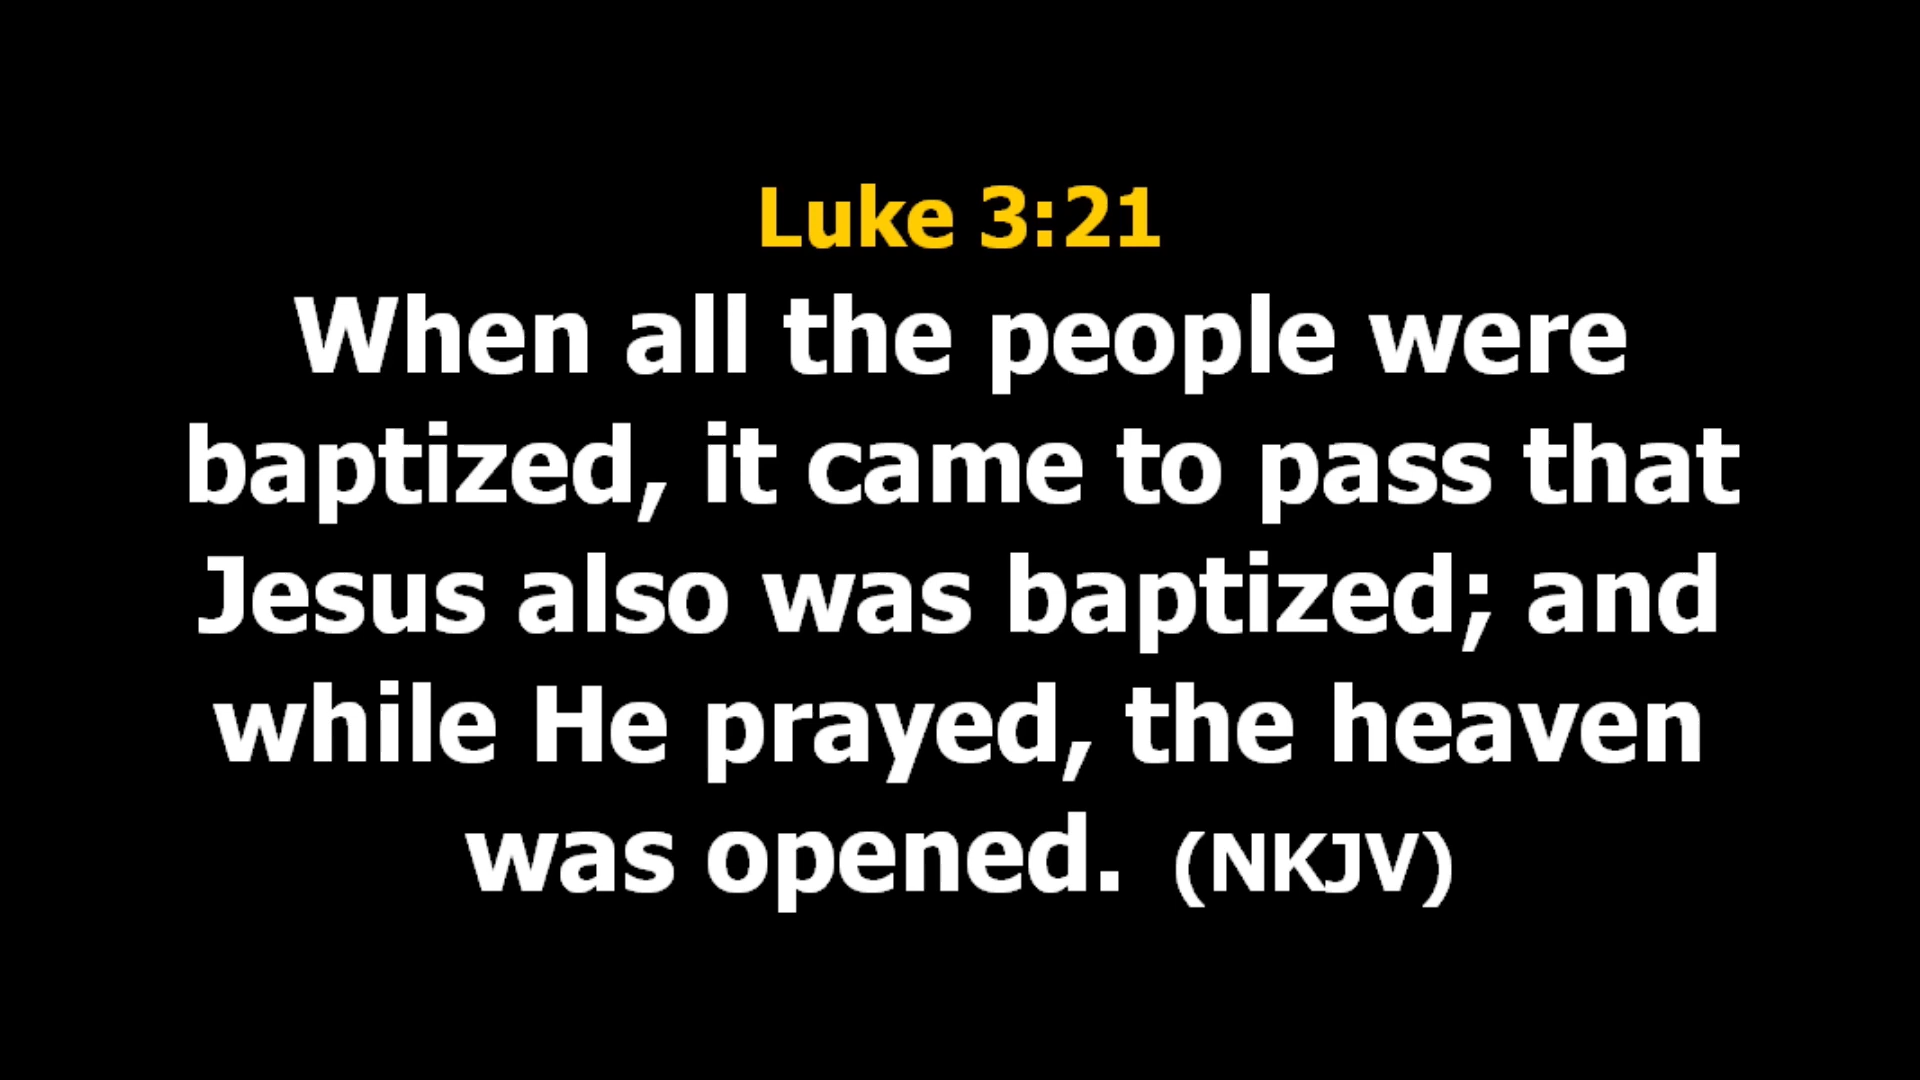 Luke 3:21
When all the people were
baptized, it came to pass that
Jesus also was baptized; and
while He prayed, the heaven
was opened. (NKJV)